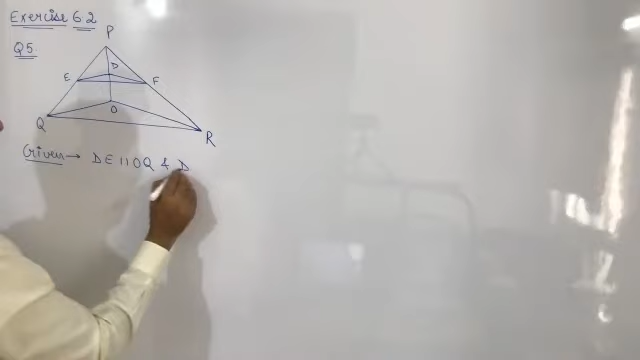 Exercise 6.2
Q5.
P
E D F
O
Q R
Given → DE || OQ & D